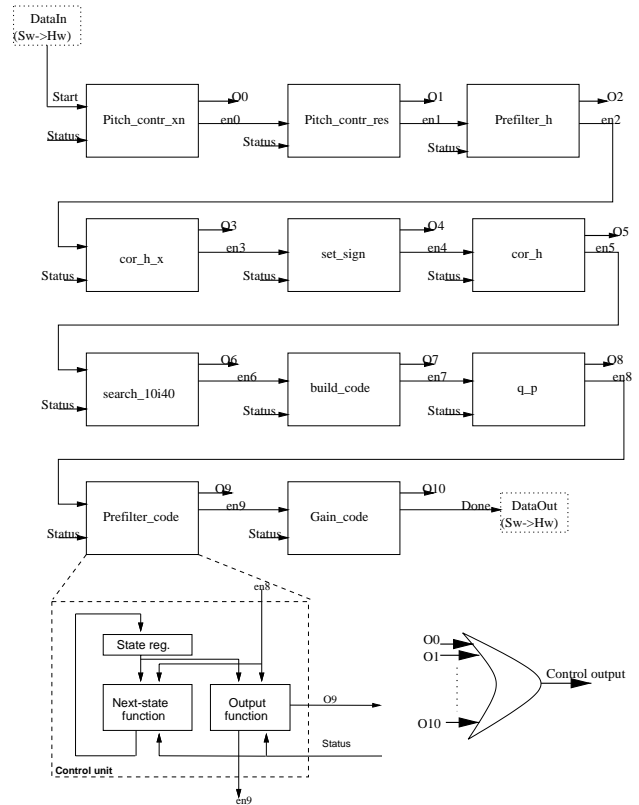 DataIn
(Sw->Hw)
Start
O0
O1
O2
Pitch_contr_xn
en0
Pitch_contr_res
en1
Prefilter_h
en2
Status
Status
Status
O3
O4
O5
cor_h_x
en3
set_sign
en4
cor_h
en5
Status
Status
Status
O6
O7
O8
search_10i40
en6
build_code
en7
q_p
en8
Status
Status
Status
O9
O10
Prefilter_code
en9
Gain_code
Done
DataOut
(Sw->Hw)
Status
Status
en8
State reg.
Next-state
function
Output
function
O9
Status
Control unit
en9
O0
O1
O10
Control output